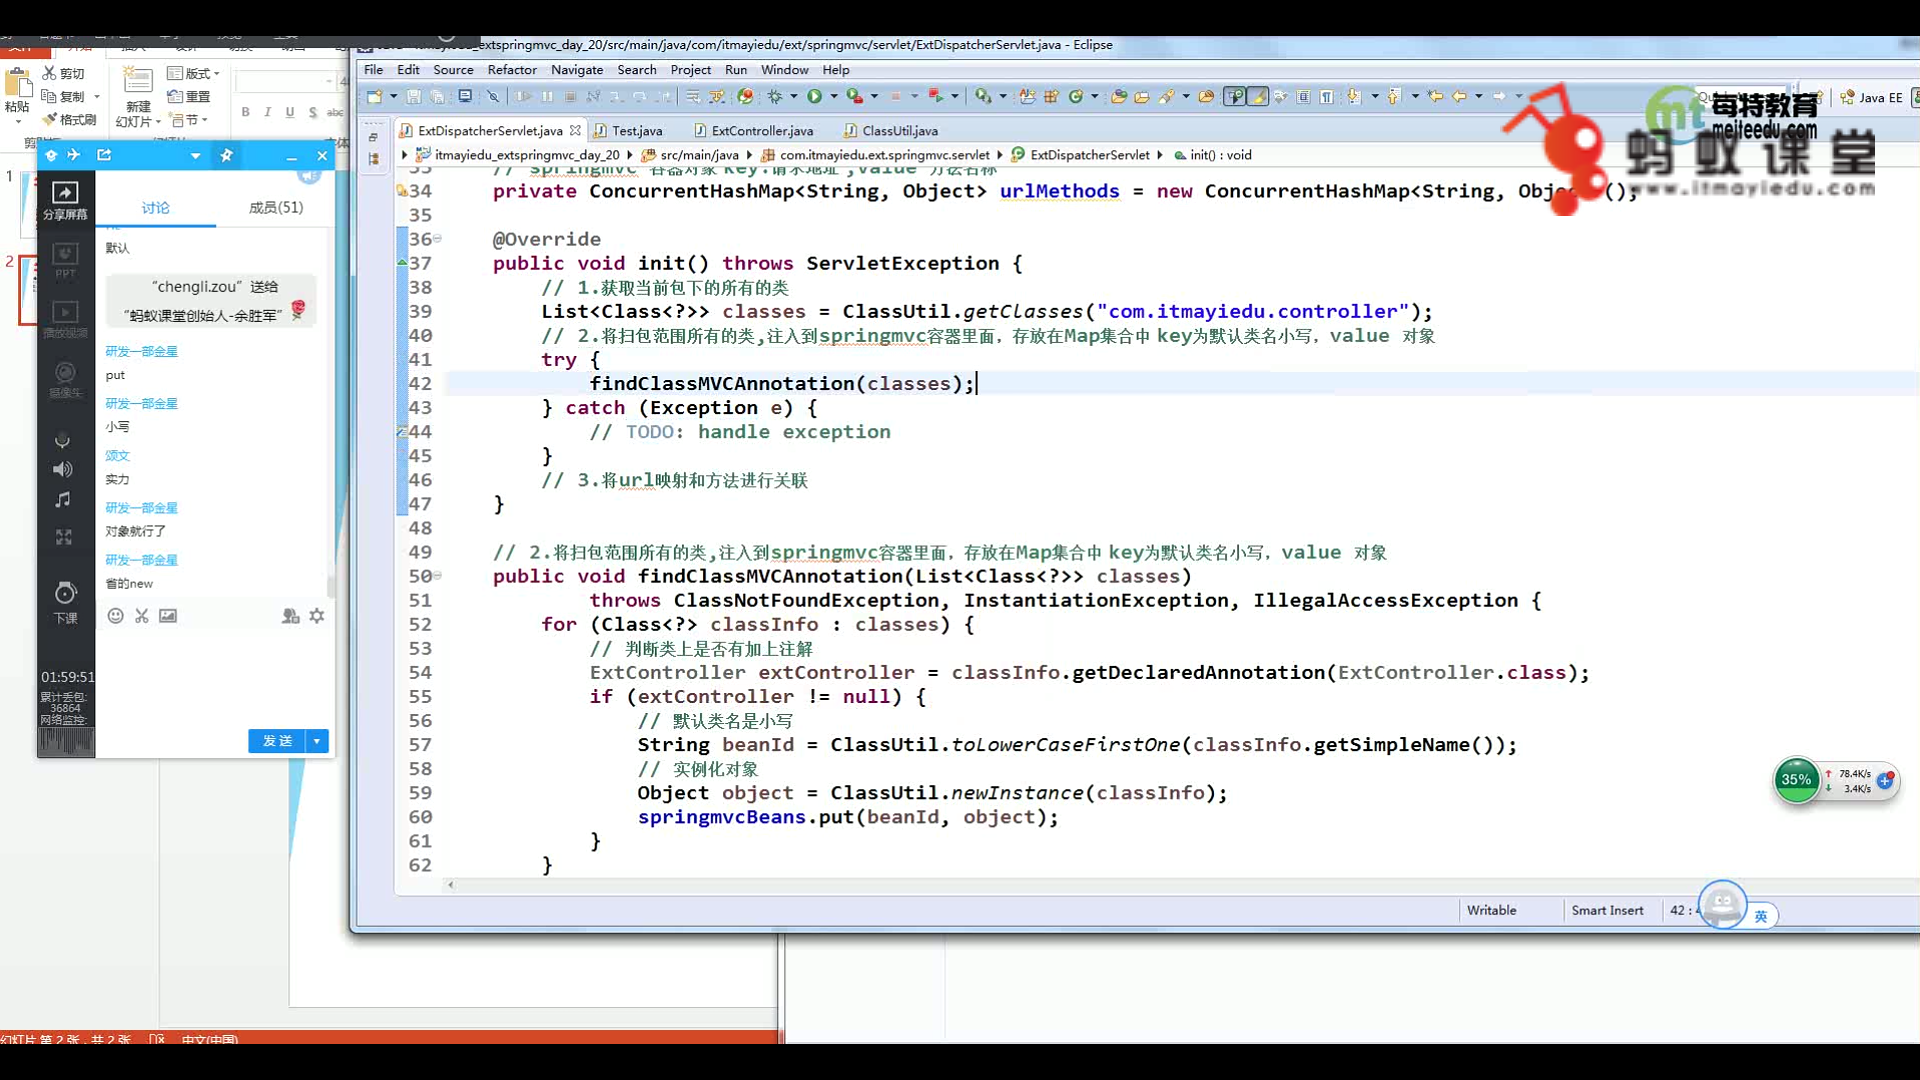 _extspringmvc_day_20/src/main/java/com/itmayiedu/ext/springmvc/servlet/ExtDispatcherServlet.java - Eclipse
File Edit Source Refactor Navigate Search Project Run Window Help
剪切
复制
格式刷
粘贴
新建
幻灯片
版式
重置
节
B I U S abc
Java EE
每特教育
meiteedu.com
蚂蚁课堂
www.itmayiedu.com
ExtDispatcherServlet.java Test.java ExtController.java ClassUtil.java
itmayiedu_extspringmvc_day_20 src/main/java com.itmayiedu.ext.springmvc.servlet ExtDispatcherServlet init() : void
// springmvc 容器对象 key:请求地址 ,value 方法名称
34 private ConcurrentHashMap<String, Object> urlMethods = new ConcurrentHashMap<String, Object>();
35
36 @Override
37 public void init() throws ServletException {
38 // 1.获取当前包下的所有的类
39 List<Class<?>> classes = ClassUtil.getClasses("com.itmayiedu.controller");
40 // 2.将扫包范围所有的类,注入到springmvc容器里面，存放在Map集合中 key为默认类名小写，value 对象
41 try {
42 findClassMVCAnnotation(classes);
43 } catch (Exception e) {
44 // TODO: handle exception
45 }
46 // 3.将url映射和方法进行关联
47 }
48
49 // 2.将扫包范围所有的类,注入到springmvc容器里面，存放在Map集合中 key为默认类名小写，value 对象
50 public void findClassMVCAnnotation(List<Class<?>> classes)
51 throws ClassNotFoundException, InstantiationException, IllegalAccessException {
52 for (Class<?> classInfo : classes) {
53 // 判断类上是否有加上注解
54 ExtController extController = classInfo.getDeclaredAnnotation(ExtController.class);
55 if (extController != null) {
56 // 默认类名是小写
57 String beanId = ClassUtil.toLowerCaseFirstOne(classInfo.getSimpleName());
58 // 实例化对象
59 Object object = ClassUtil.newInstance(classInfo);
60 springmvcBeans.put(beanId, object);
61 }
62 }
Writable Smart Insert 42 :
英
35%
78.4K/s
3.4K/s
1
2
分享屏幕
PPT
播放视频
摄像头
下课
01:59:51
累计丢包:
36864
网络监控:
讨论 成员(51)
默认
“chengli.zou” 送给
“蚂蚁课堂创始人-余胜军”
研发一部金星
put
研发一部金星
小写
颂文
实力
研发一部金星
对象就行了
研发一部金星
省的new
发送
幻灯片 第 2 张，共 2 张 中文(中国)